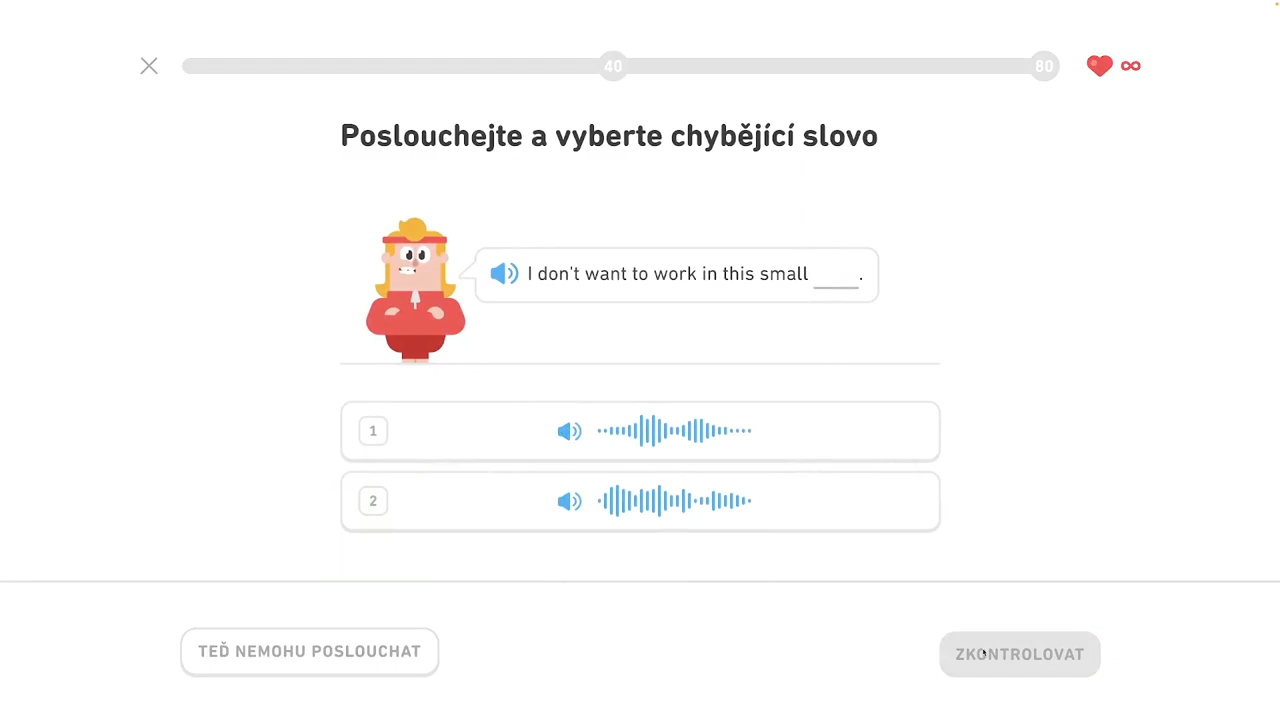 40
80
∞
Poslouchejte a vyberte chybějící slovo
I don't want to work in this small ____.
1
2
TEĎ NEMOHU POSLOUCHAT
ZKONTROLOVAT